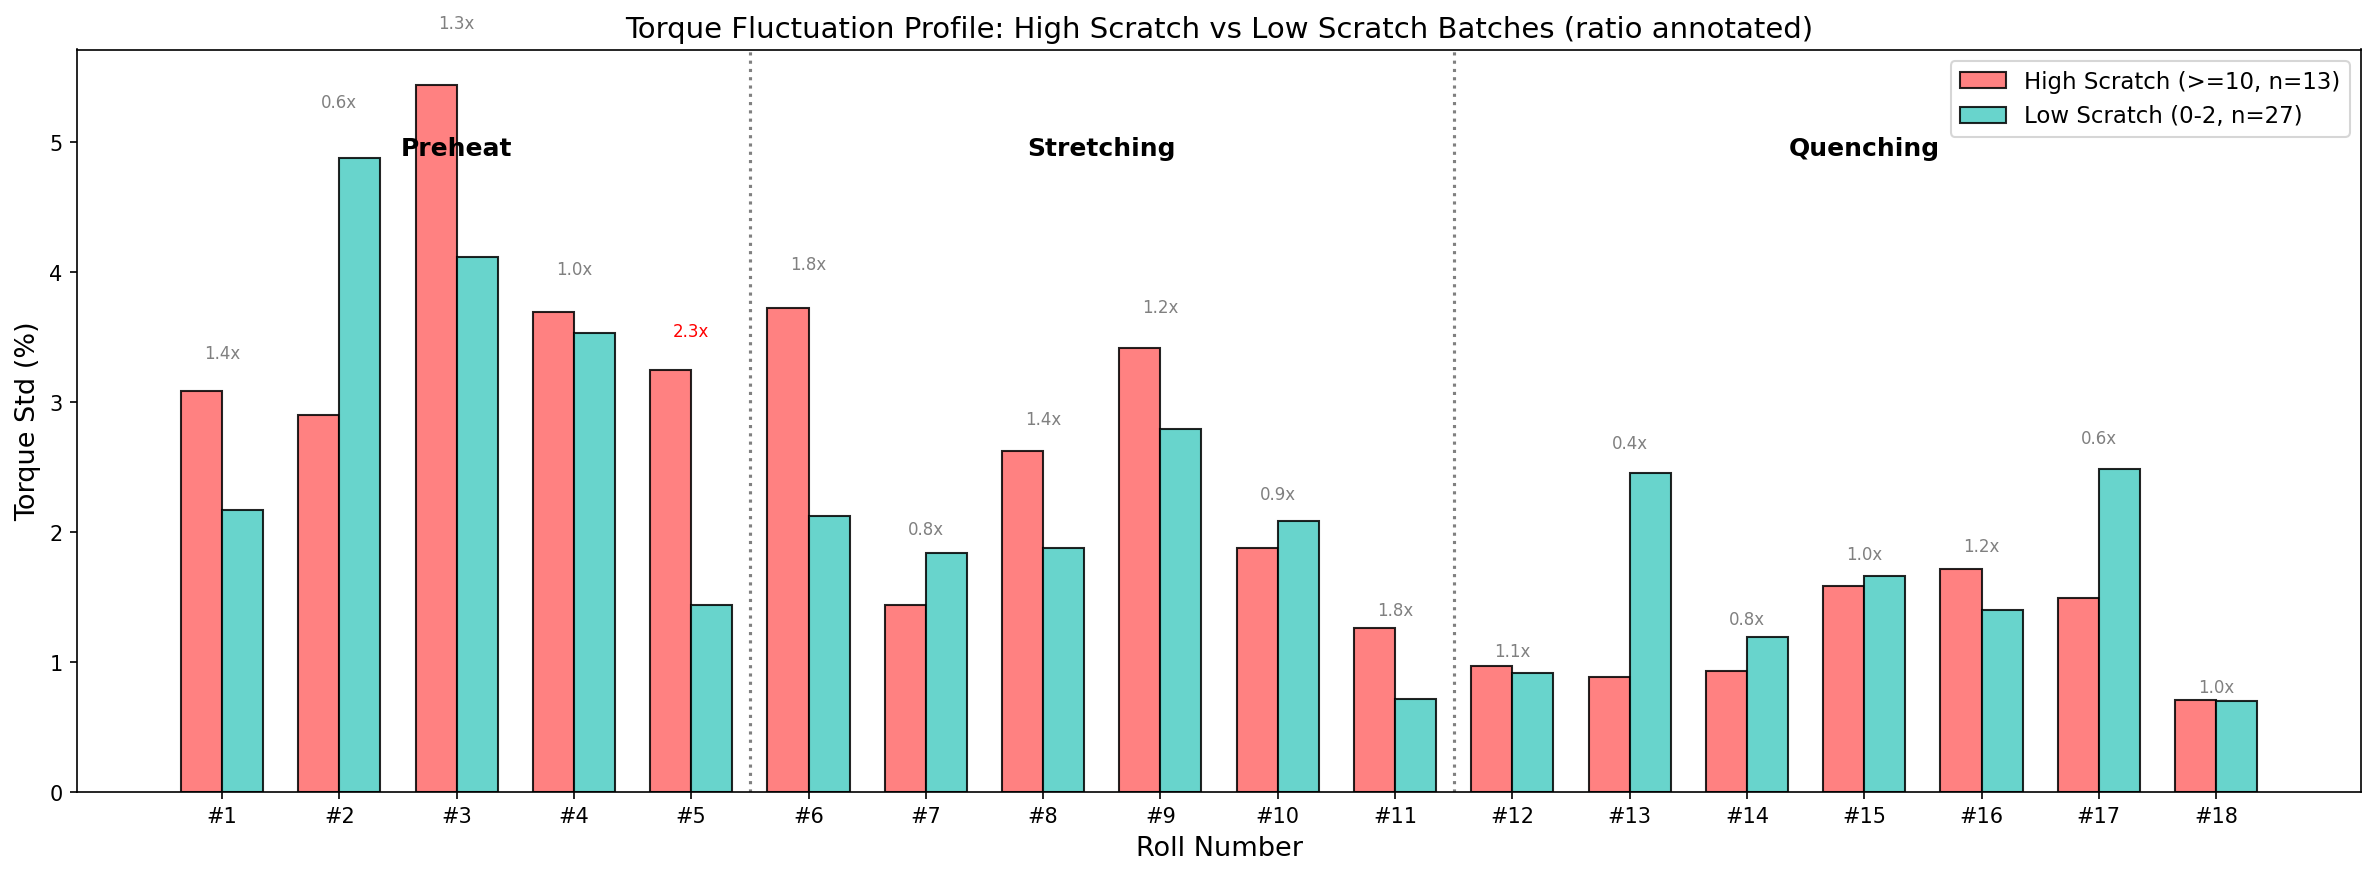 1.3x
Torque Fluctuation Profile: High Scratch vs Low Scratch Batches (ratio annotated)
High Scratch (>=10, n=13)
Low Scratch (0-2, n=27)
0.6x
Preheat
Stretching
Quenching
1.4x
1.0x
2.3x
1.8x
0.8x
1.4x
1.2x
0.9x
1.8x
1.1x
0.4x
0.8x
1.0x
1.2x
0.6x
1.0x
Torque Std (%)
5
4
3
2
1
0
#1 #2 #3 #4 #5 #6 #7 #8 #9 #10 #11 #12 #13 #14 #15 #16 #17 #18
Roll Number